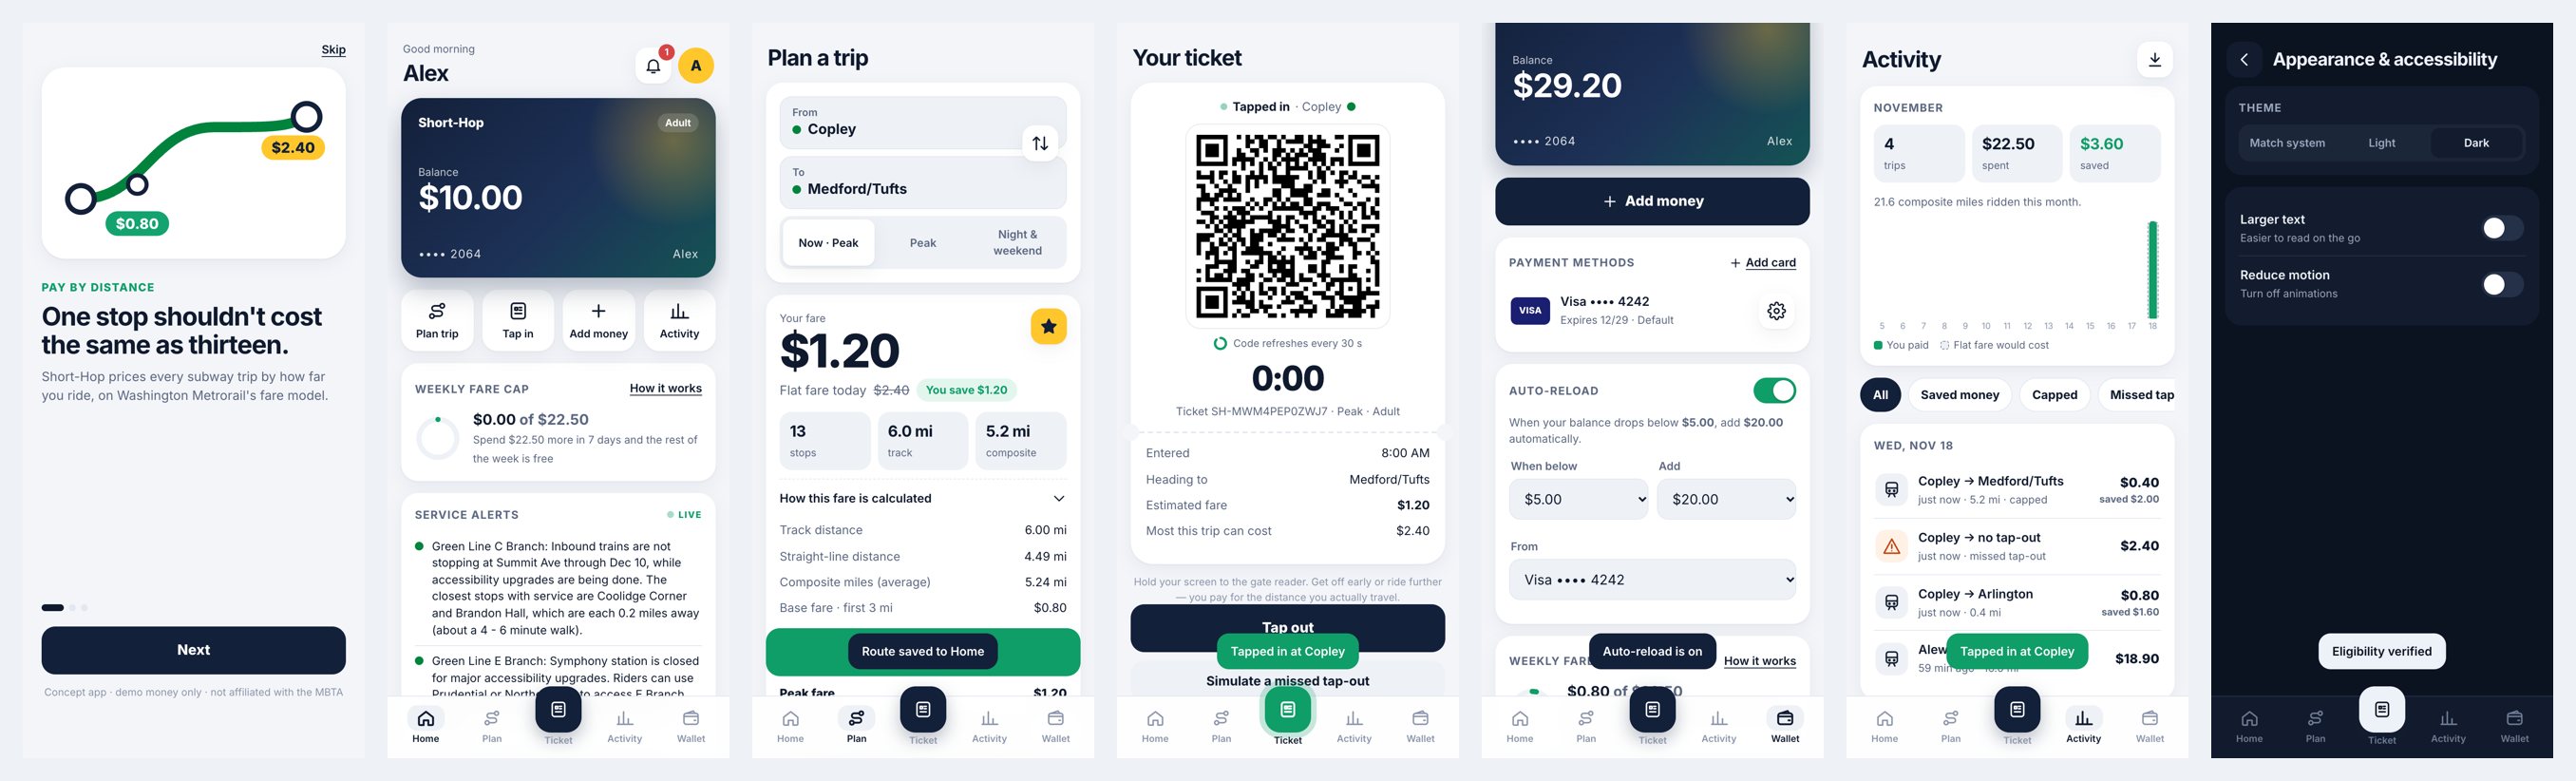 Skip
$2.40
$0.80
PAY BY DISTANCE
One stop shouldn't cost
the same as thirteen.
Short-Hop prices every subway trip by how far
you ride, on Washington Metrorail's fare model.
Next
Concept app · demo money only · not affiliated with the MBTA
Good morning
Alex
1
A
Short-Hop
Adult
Balance
$10.00
•••• 2064
Alex
Plan trip
Tap in
Add money
Activity
WEEKLY FARE CAP
How it works
$0.00 of $22.50
Spend $22.50 more in 7 days and the rest of
the week is free
SERVICE ALERTS
LIVE
Green Line C Branch: Inbound trains are not
stopping at Summit Ave through Dec 10, while
accessibility upgrades are being done. The
closest stops with service are Coolidge Corner
and Brandon Hall, which are each 0.2 miles away
(about a 4 - 6 minute walk).
Green Line E Branch: Symphony station is closed
for major accessibility upgrades. Riders can use
Prudential or to access E Branch
Home
Plan
Ticket
Activity
Wallet
Plan a trip
From
Copley
To
Medford/Tufts
Now · Peak
Peak
Night &
weekend
Your fare
$1.20
Flat fare today $2.40 You save $1.20
13
stops
6.0 mi
track
5.2 mi
composite
How this fare is calculated
Track distance
6.00 mi
Straight-line distance
4.49 mi
Composite miles (average)
5.24 mi
Base fare · first 3 mi
$0.80
Route saved to Home
Peak fare
$1.20
Home
Plan
Ticket
Activity
Wallet
Your ticket
Tapped in · Copley
Code refreshes every 30 s
0:00
Ticket SH-MWM4PEP0ZWJ7 · Peak · Adult
Entered
8:00 AM
Heading to
Medford/Tufts
Estimated fare
$1.20
Most this trip can cost
$2.40
Hold your screen to the gate reader. Get off early or ride further
— you pay for the distance you actually travel.
Tap out
Tapped in at Copley
Simulate a missed tap-out
Home
Plan
Ticket
Activity
Wallet
Balance
$29.20
•••• 2064
Alex
+ Add money
PAYMENT METHODS
+ Add card
VISA
Visa •••• 4242
Expires 12/29 · Default
AUTO-RELOAD
When your balance drops below $5.00, add $20.00
automatically.
When below
Add
$5.00
$20.00
From
Visa •••• 4242
Auto-reload is on
WEEKLY
How it works
$0.80 of
Home
Plan
Ticket
Activity
Wallet
Activity
NOVEMBER
4
trips
$22.50
spent
$3.60
saved
21.6 composite miles ridden this month.
5 6 7 8 9 10 11 12 13 14 15 16 17 18
You paid
Flat fare would cost
All
Saved money
Capped
Missed tap
WED, NOV 18
Copley → Medford/Tufts
$0.40
just now · 5.2 mi · capped
saved $2.00
Copley → no tap-out
$2.40
just now · missed tap-out
Copley → Arlington
$0.80
just now · 0.4 mi
saved $1.60
Tapped in at Copley
$18.90
59 min
Home
Plan
Ticket
Activity
Wallet
Appearance & accessibility
THEME
Match system
Light
Dark
Larger text
Easier to read on the go
Reduce motion
Turn off animations
Eligibility verified
Home
Plan
Ticket
Activity
Wallet